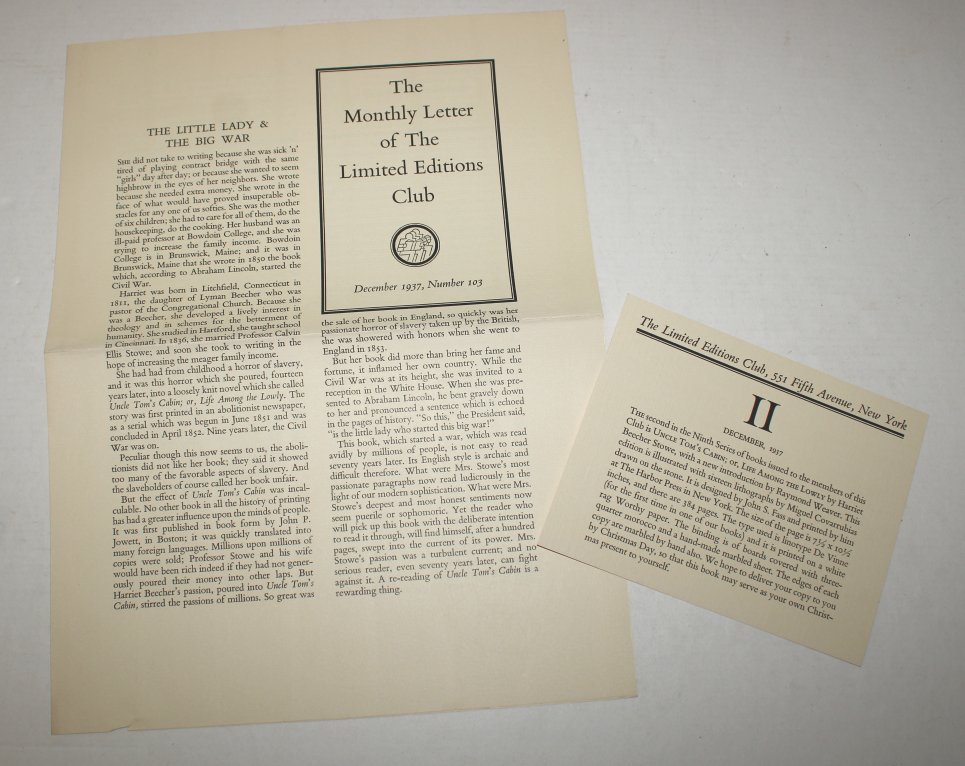 THE LITTLE LADY &
THE BIG WAR
SHE did not take to writing because she was sick 'n'
tired of playing contract bridge with the same
"girls" day after day; or because she wanted to seem
highbrow in the eyes of her neighbors. She wrote
because she needed extra money. She wrote in the
face of what would have proved insuperable ob-
stacles for any one of us softies. She was the mother
of six children; she had to care for all of them, do the
housekeeping, do the cooking. Her husband was an
ill-paid professor at Bowdoin College, and she was
trying to increase the family income. Bowdoin
College is in Brunswick, Maine; and it was in
Brunswick, Maine that she wrote in 1850 the book
which, according to Abraham Lincoln, started the
Civil War.
Harriet was born in Litchfield, Connecticut in
1811, the daughter of Lyman Beecher who was
pastor of the Congregational Church. Because she
was a Beecher, she developed a lively interest in
theology and in schemes for the betterment of
humanity. She studied in Hartford, she taught school
in Cincinnati. In 1836, she married Professor Calvin
Ellis Stowe; and soon she took to writing in the
hope of increasing the meager family income.
She had had from childhood a horror of slavery,
and it was this horror which she poured, fourteen
years later, into a loosely knit novel which she called
Uncle Tom's Cabin; or, Life Among the Lowly. The
story was first printed in an abolitionist newspaper,
as a serial which was begun in June 1851 and was
concluded in April 1852. Nine years later, the Civil
War was on.
Peculiar though this now seems to us, the aboli-
tionists did not like her book; they said it showed
too many of the favorable aspects of slavery. And
the slaveholders of course called her book unfair.
But the effect of Uncle Tom's Cabin was incal-
culable. No other book in all the history of printing
has had a greater influence upon the minds of people.
It was first published in book form by John P.
Jowett, in Boston; it was quickly translated into
many foreign languages. Millions upon millions of
copies were sold; Professor Stowe and his wife
would have been rich indeed if they had not gener-
ously poured their money into other laps. But
Harriet Beecher's passion, poured into Uncle Tom's
Cabin, stirred the passions of millions. So great was
The
Monthly Letter
of The
Limited Editions
Club
December 1937, Number 103
the sale of her book in England, so quickly was her
passionate horror of slavery taken up by the British,
she was showered with honors when she went to
England in 1853.
But her book did more than bring her fame and
fortune, it inflamed her own country. While the
Civil War was at its height, she was invited to a
reception in the White House. When she was pre-
sented to Abraham Lincoln, he bent gravely down
to her and pronounced a sentence which is echoed
in the pages of history. "So this," the President said,
"is the little lady who started this big war!"
This book, which started a war, which was read
avidly by millions of people, is not easy to read
seventy years later. Its English style is archaic and
difficult therefore. What were Mrs. Stowe's most
passionate paragraphs now read ludicrously in the
light of our modern sophistication. What were Mrs.
Stowe's deepest and most honest sentiments now
seem puerile or sophomoric. Yet the reader who
will pick up this book with the deliberate intention
to read it through, will find himself, after a hundred
pages, swept into the current of its power. Mrs.
Stowe's passion was a turbulent current; and no
serious reader, even seventy years later, can fight
against it. A re-reading of Uncle Tom's Cabin is a
rewarding thing.
The Limited Editions Club, 551 Fifth Avenue, New York
II
DECEMBER, 1937
THE second in the Ninth Series of books issued to the members of this
Club is UNCLE TOM'S CABIN; or, LIFE AMONG THE LOWLY by Harriet
Beecher Stowe, with a new introduction by Raymond Weaver. This
edition is illustrated with sixteen lithographs by Miguel Covarrubias
drawn on the stone. It is designed by John S. Fass and printed by him
at The Harbor Press in New York. The size of the page is 7½ x 10½
inches, and there are 384 pages. The type used is linotype De Vinne
(for the first time in one of our books) and it is printed on a white
rag Worthy paper. The binding is of boards covered with three-
quarter morocco and a hand-made marbled sheet. The edges of each
copy are marbled by hand also. We hope to deliver your copy to you
by Christmas Day, so that this book may serve as your own Christ-
mas present to yourself.